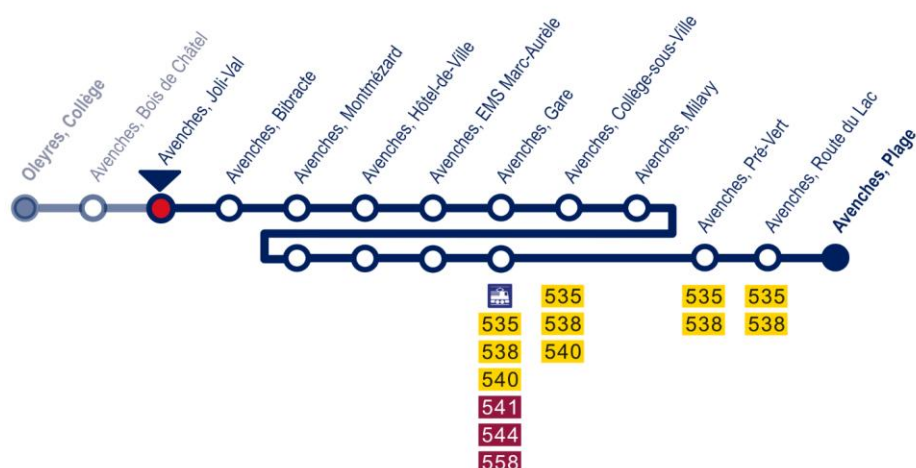 Oleyres, Collège
Avenches, Bois de Châtel
Avenches, Joli-Val
Avenches, Bibracte
Avenches, Montmézard
Avenches, Hôtel-de-Ville
Avenches, EMS Marc-Aurèle
Avenches, Gare
Avenches, Collège-sous-Ville
Avenches, Milavy
Avenches, Pré-Vert
Avenches, Route du Lac
Avenches, Plage
535
538
540
541
544
558
535
538
540
535
538
535
538